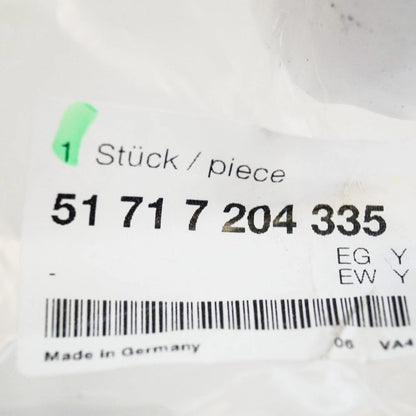 1 Stück / piece
51 71 7 204 335
EG Y
- EW Y
Made in Germany 06 VA4